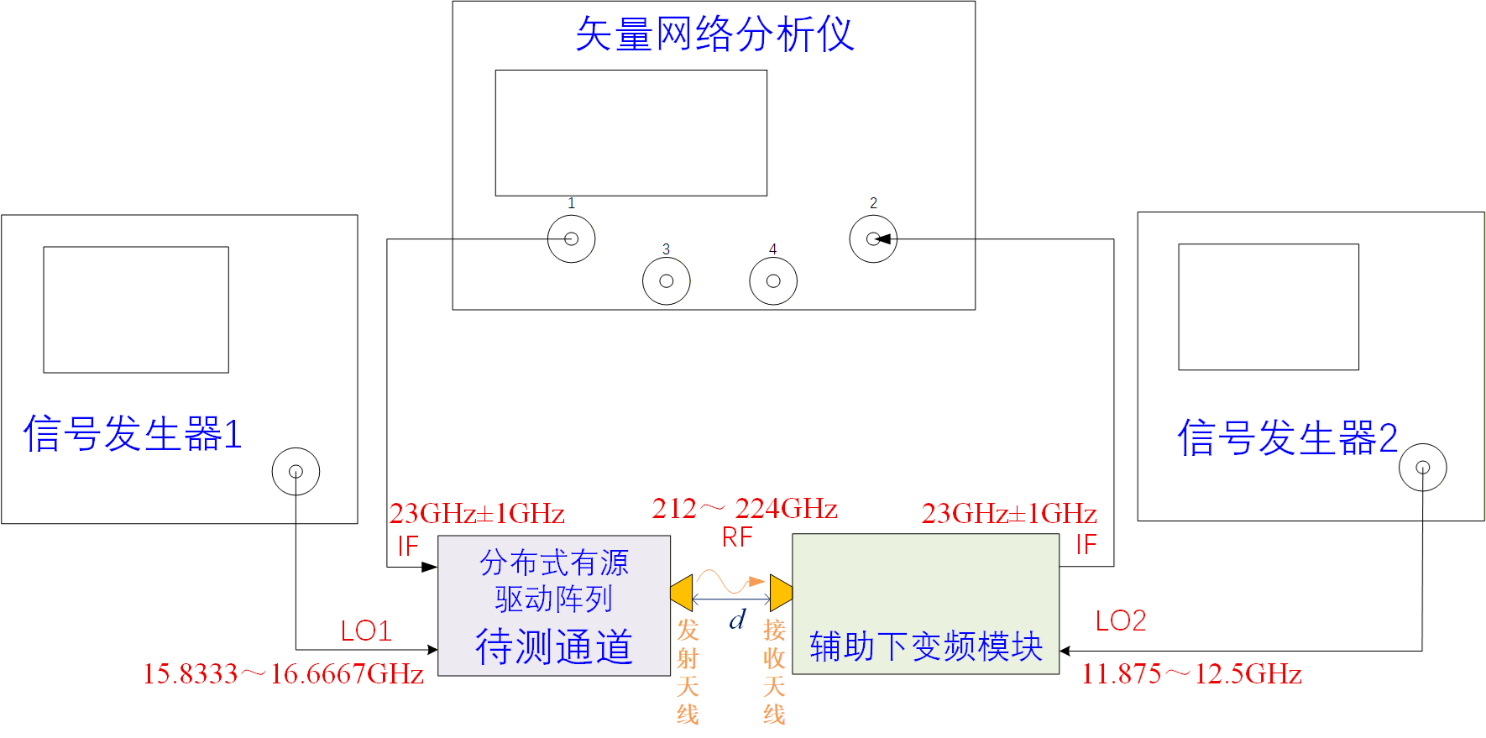 矢量网络分析仪
1
2
3
4
信号发生器1
信号发生器2
23GHz±1GHz
IF
212～224GHz
RF
23GHz±1GHz
IF
分布式有源
驱动阵列
待测通道
d
发射天线
接收天线
辅助下变频模块
LO1
15.8333～16.6667GHz
LO2
11.875～12.5GHz